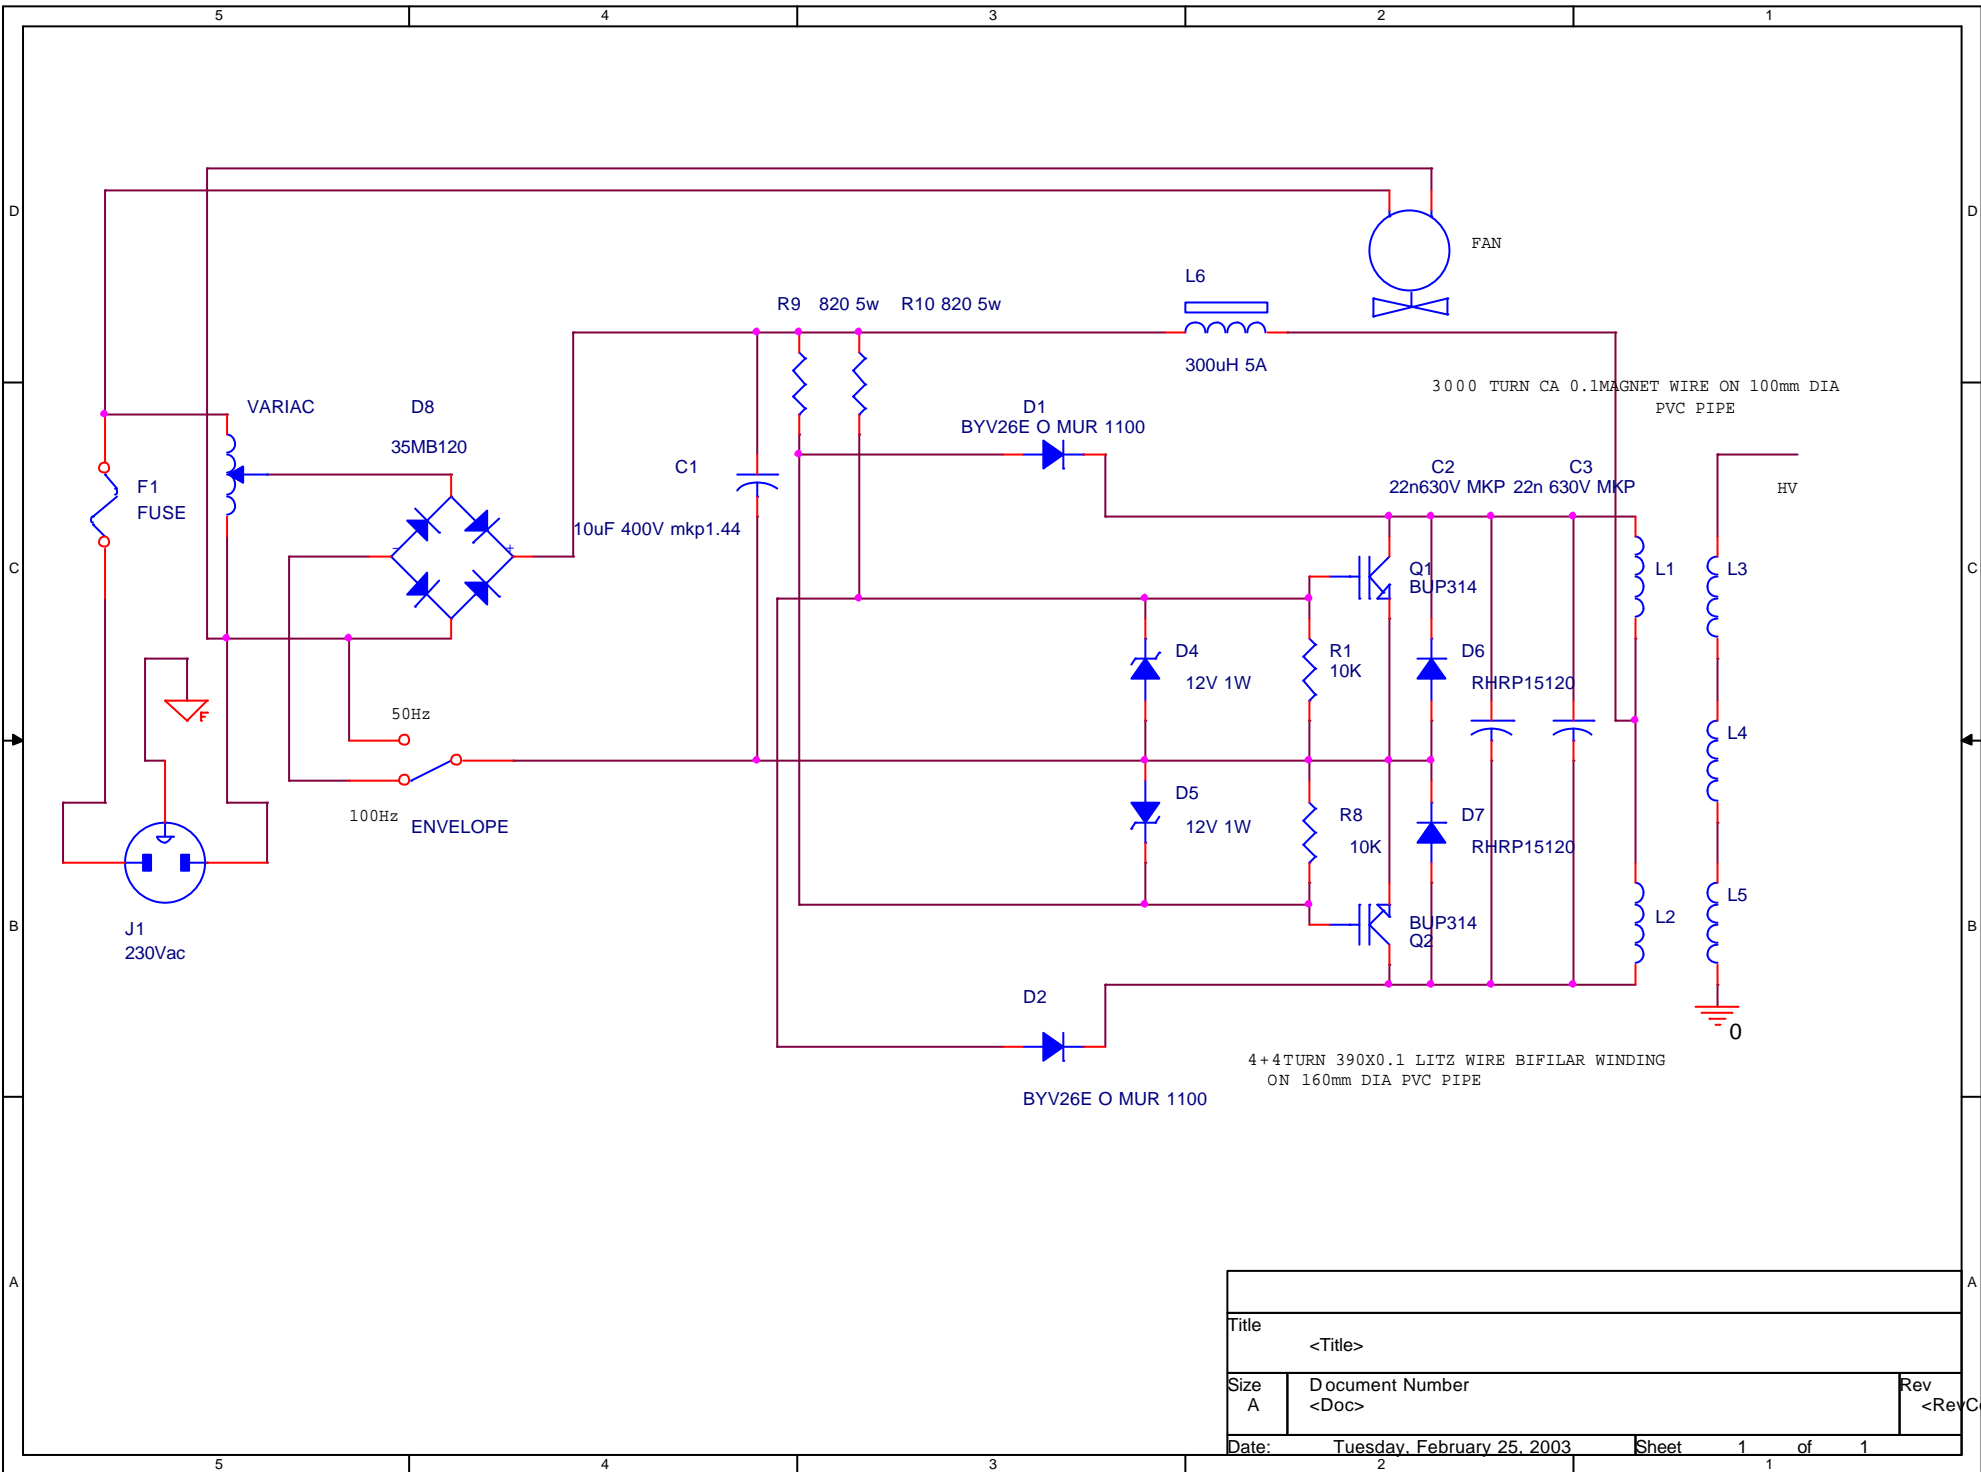 5 4 3 2 1
D D
FAN
L6
R9 820 5w R10 820 5w
300uH 5A
3000 TURN CA 0.1MAGNET WIRE ON 100mm DIA
PVC PIPE
VARIAC D8 D1
BYV26E O MUR 1100
35MB120
C1 C2 C3
22n630V MKP 22n 630V MKP
F1
FUSE
HV
10uF 400V mkp1.44
- +
C C
Q1
BUP314
L1 L3
D4
12V 1W
R1
10K
D6
RHRP15120
F
50Hz
L4
D5
12V 1W
R8
10K
D7
RHRP15120
100Hz ENVELOPE
L5
L2
B B
J1
230Vac
BUP314
Q2
D2
0
4+4TURN 390X0.1 LITZ WIRE BIFILAR WINDING
ON 160mm DIA PVC PIPE
BYV26E O MUR 1100
A A
Title
<Title>
Size Document Number Rev
A <Doc> <RevCo
Date: Tuesday, February 25, 2003 Sheet 1 of 1
5 4 3 2 1